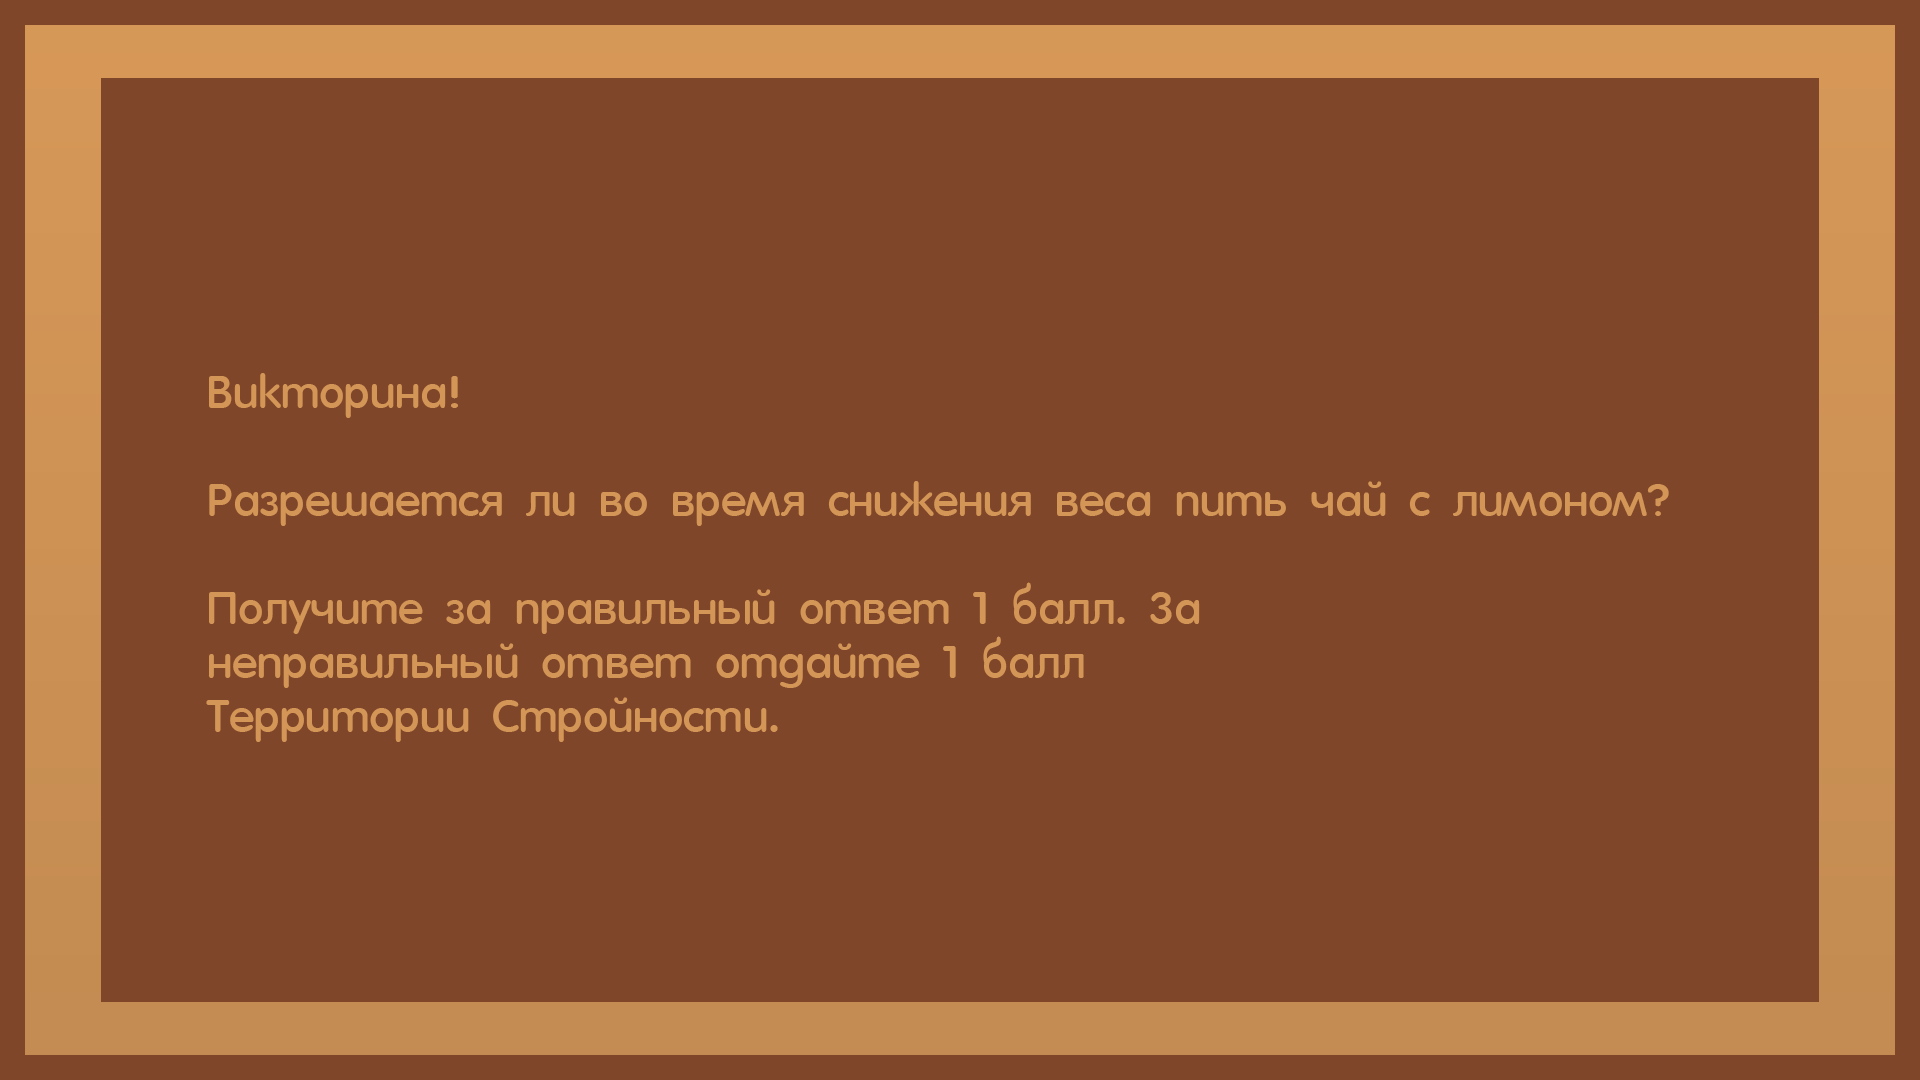 Викторина!
Разрешается ли во время снижения веса пить чай с лимоном?
Получите за правильный ответ 1 балл. За
неправильный ответ отдайте 1 балл
Территории Стройности.